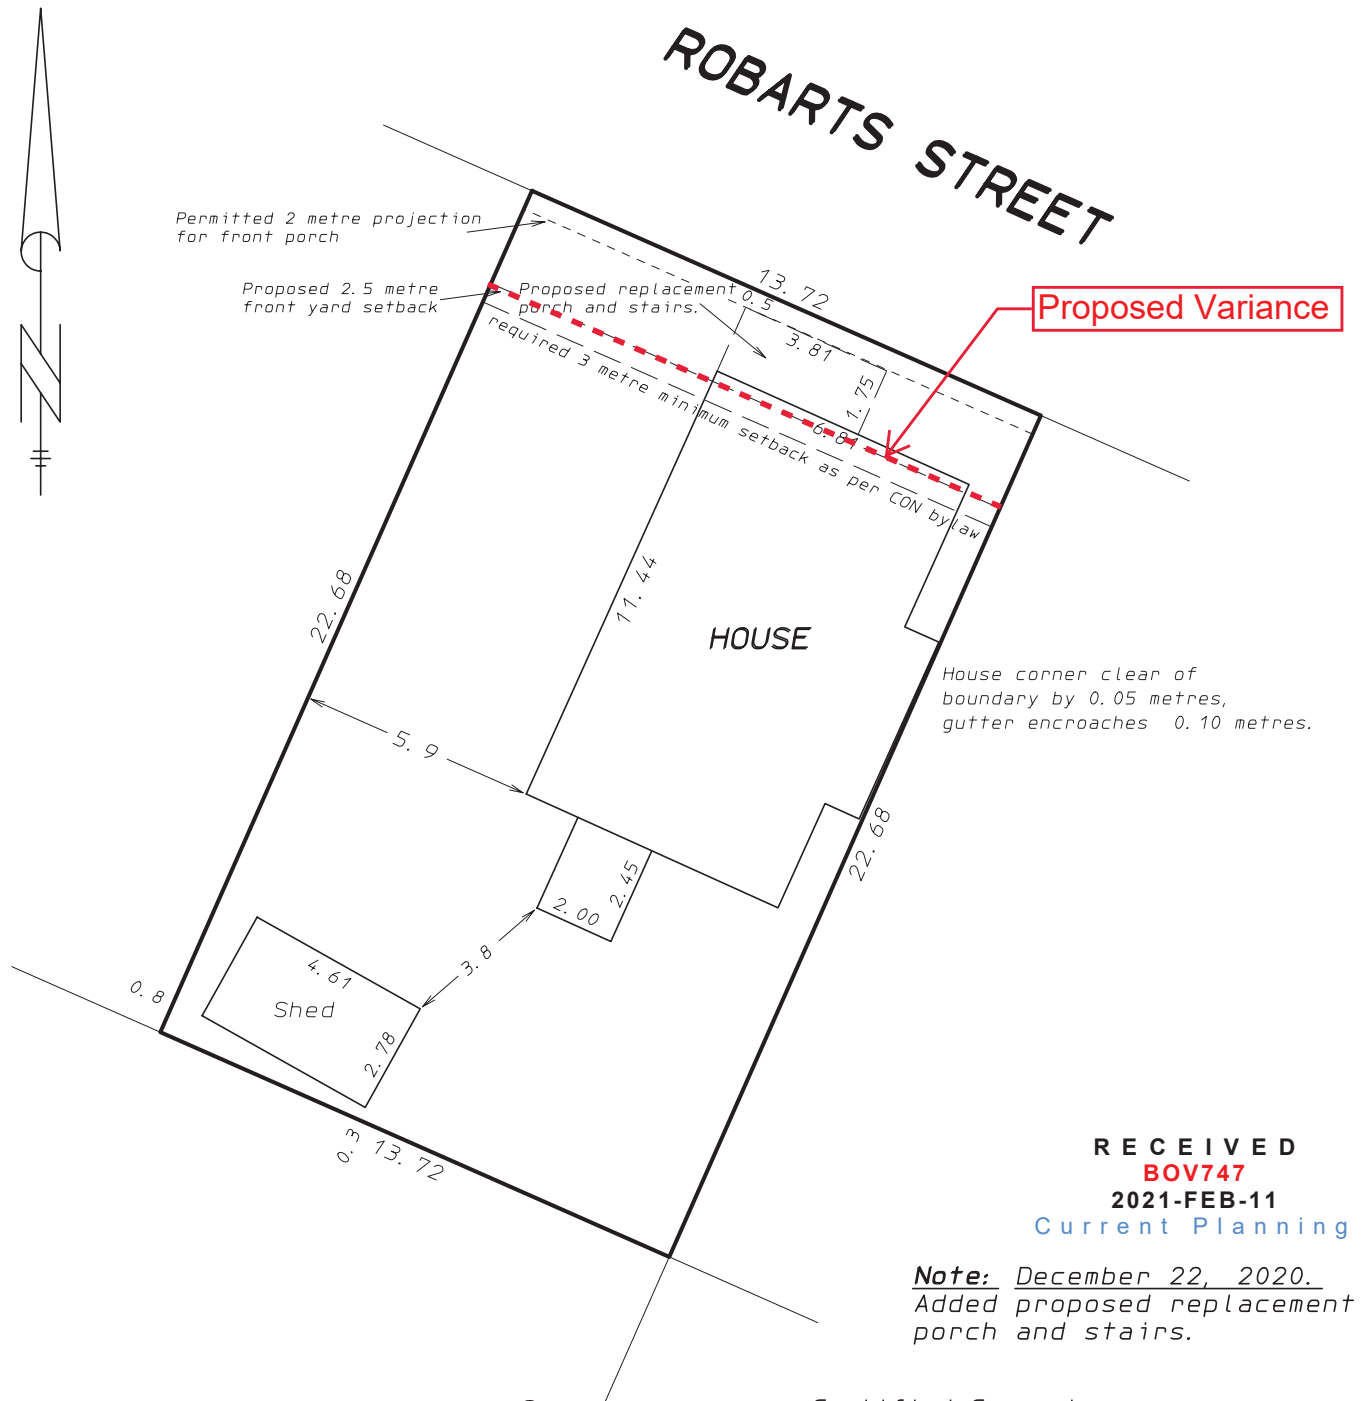 ROBARTS STREET
Permitted 2 metre projection
for front porch
13.72
Proposed 2.5 metre
front yard setback
Proposed replacement
porch and stairs.
0.5
Proposed Variance
3.81
1.75
6.81
required 3 metre minimum setback as per CON bylaw
22.68
11.44
HOUSE
House corner clear of
boundary by 0.05 metres,
gutter encroaches 0.10 metres.
5.9
22.68
2.45
2.00
3.8
4.61
Shed
0.8
2.78
0.3
13.72
RECEIVED
BOV747
2021-FEB-11
Current Planning
Note: December 22, 2020.
Added proposed replacement
porch and stairs.